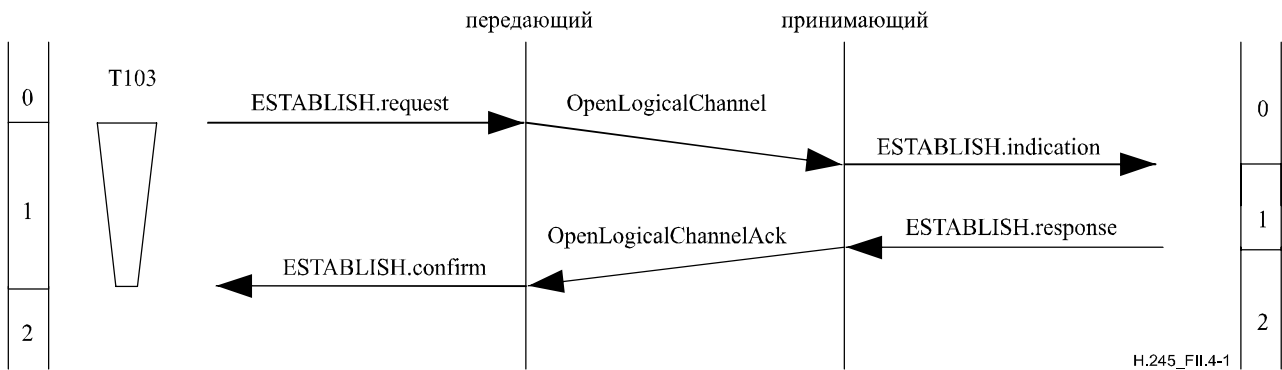 передающий
принимающий
T103
0
ESTABLISH.request
OpenLogicalChannel
0
ESTABLISH.indication
1
1
OpenLogicalChannelAck
ESTABLISH.response
ESTABLISH.confirm
2
2
H.245_FII.4-1